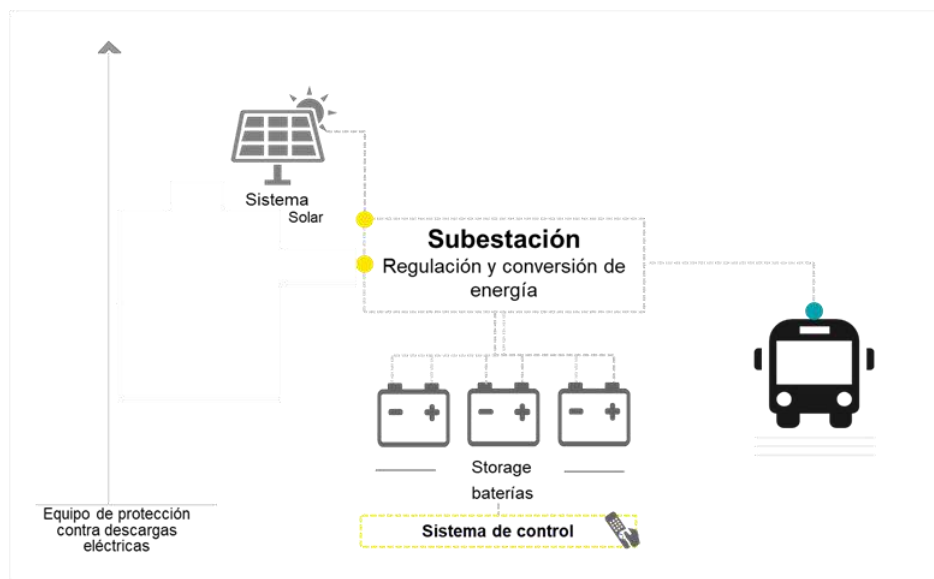 Sistema
Solar
Subestación
Regulación y conversión de
energía
Storage
baterías
Sistema de control
Equipo de protección
contra descargas
eléctricas